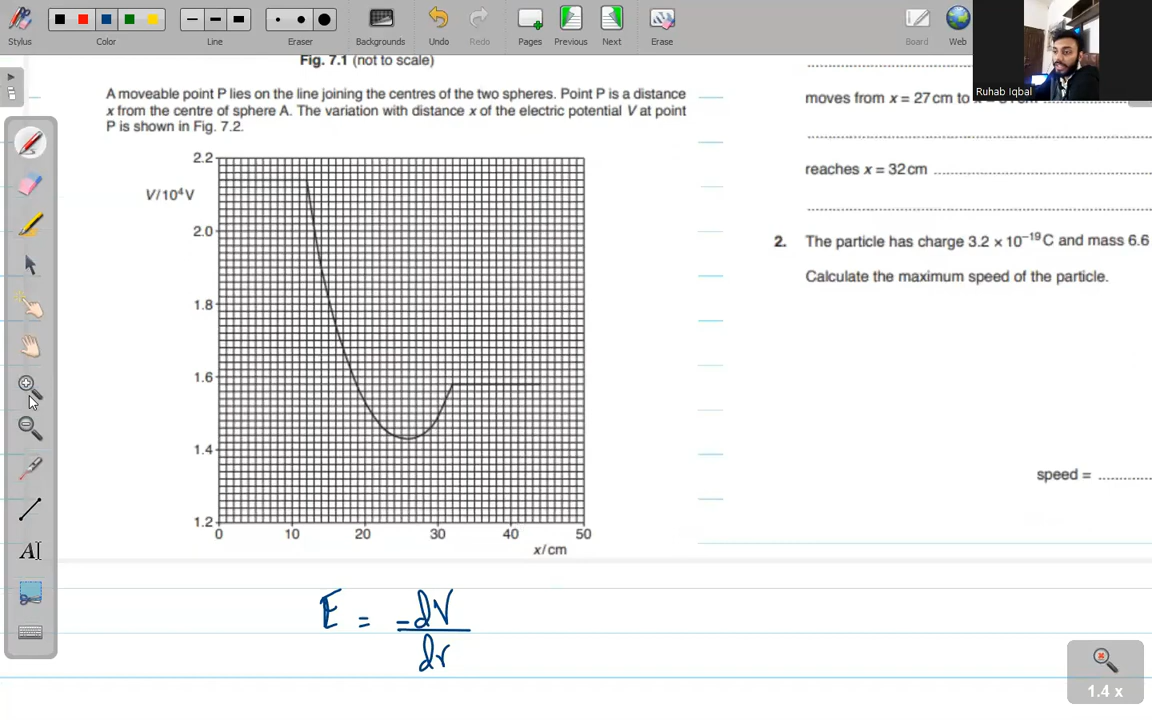 Stylus
Color
Line
Eraser
Backgrounds
Undo
Redo
Pages
Previous
Next
Erase
Board
Web
Ruhab Iqbal
Fig. 7.1 (not to scale)
A moveable point P lies on the line joining the centres of the two spheres. Point P is a distance
x from the centre of sphere A. The variation with distance x of the electric potential V at point
P is shown in Fig. 7.2.
2.2
V/10⁴V
2.0
1.8
1.6
1.4
1.2
0 10 20 30 40 50
x/cm
E = -dV/dr
moves from x = 27 cm to
reaches x = 32 cm
2. The particle has charge 3.2 × 10⁻¹⁹ C and mass 6.6
Calculate the maximum speed of the particle.
speed =
A
1.4 x